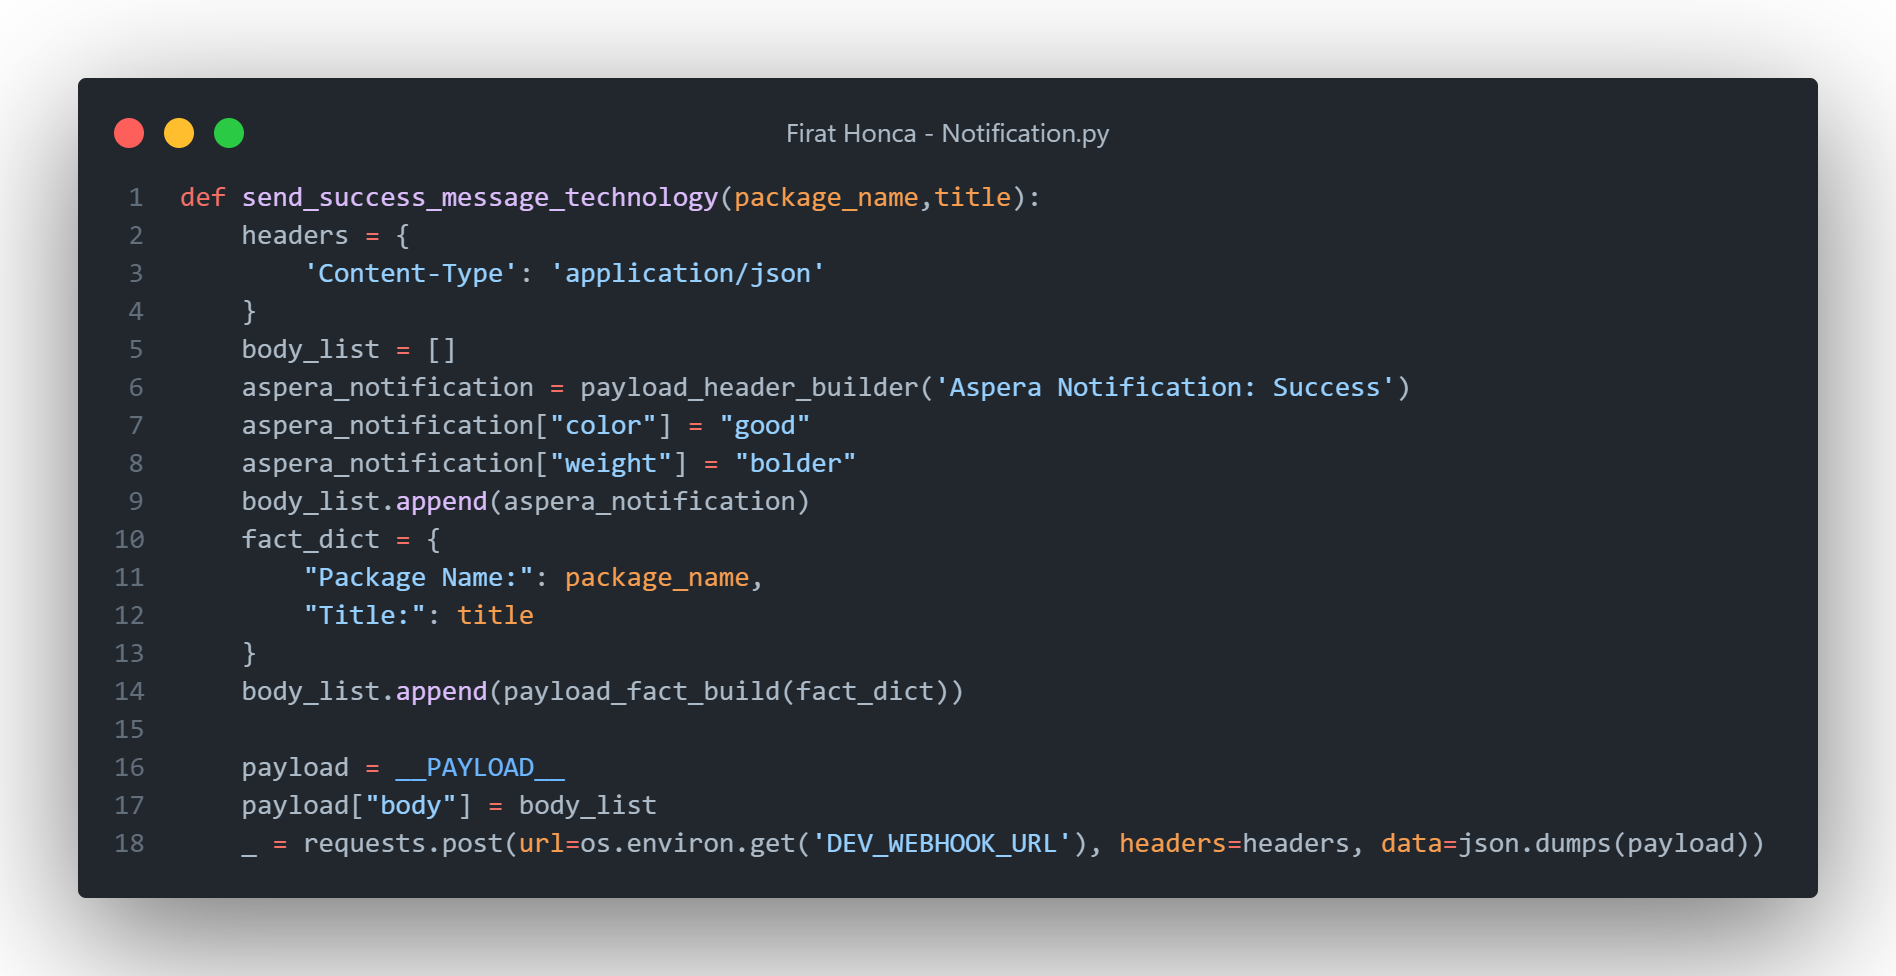 Firat Honca - Notification.py
1 def send_success_message_technology(package_name,title):
2     headers = {
3         'Content-Type': 'application/json'
4     }
5     body_list = []
6     aspera_notification = payload_header_builder('Aspera Notification: Success')
7     aspera_notification["color"] = "good"
8     aspera_notification["weight"] = "bolder"
9     body_list.append(aspera_notification)
10     fact_dict = {
11         "Package Name:": package_name,
12         "Title:": title
13     }
14     body_list.append(payload_fact_build(fact_dict))
15
16     payload = __PAYLOAD__
17     payload["body"] = body_list
18     _ = requests.post(url=os.environ.get('DEV_WEBHOOK_URL'), headers=headers, data=json.dumps(payload))